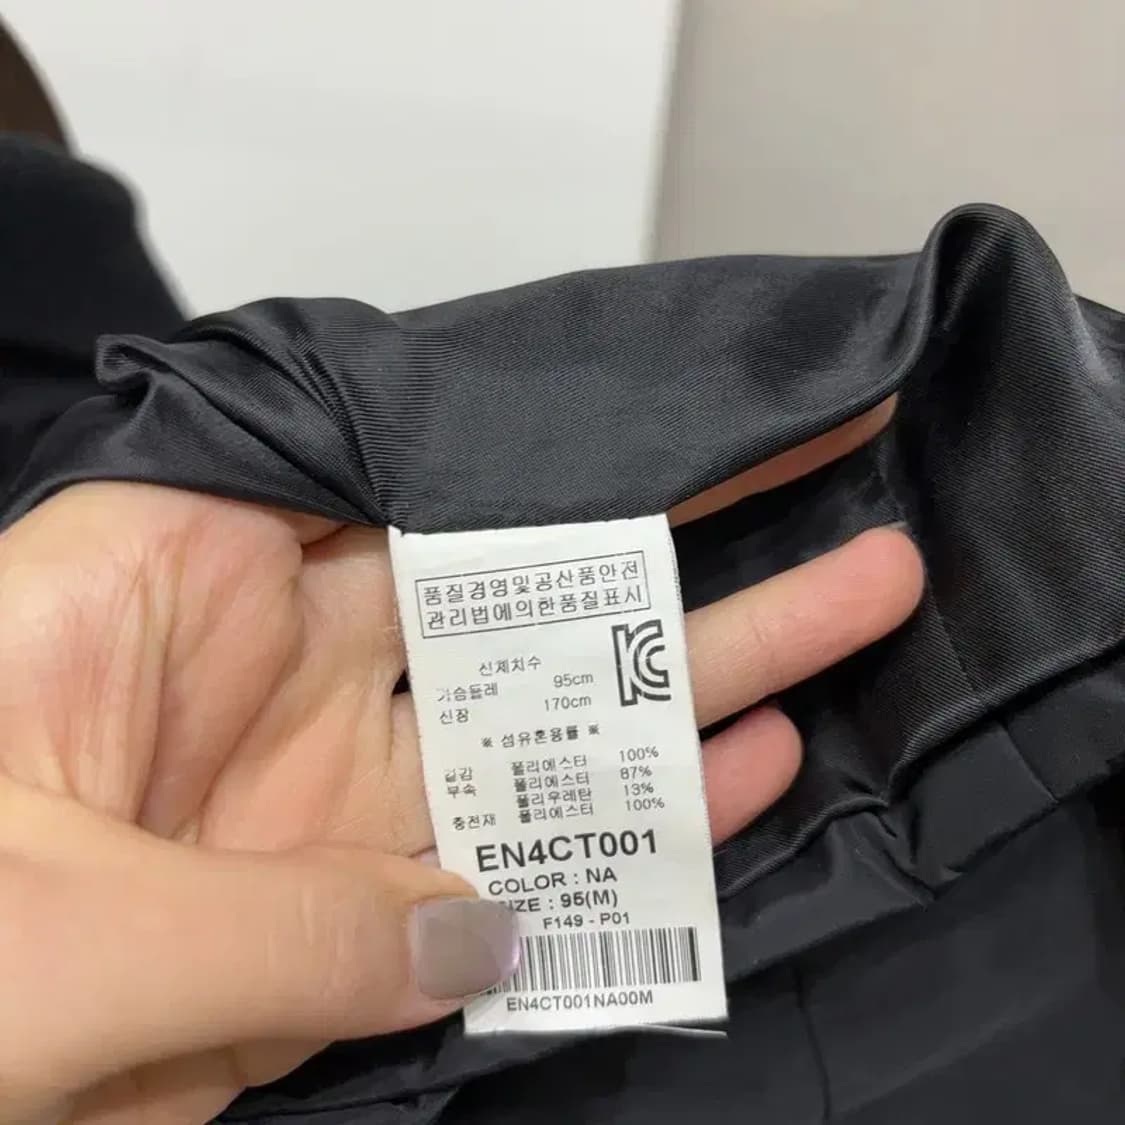 품질경영및공산품안전
관리법에의한품질표시
신체치수
가슴둘레 95cm
신장 170cm
※ 섬유혼용률 ※
겉감 폴리에스터 100%
부속 폴리에스터 87%
폴리우레탄 13%
충전재 폴리에스터 100%
EN4CT001
COLOR : NA
: 95(M)
F149 - P01
EN4CT001NA00M